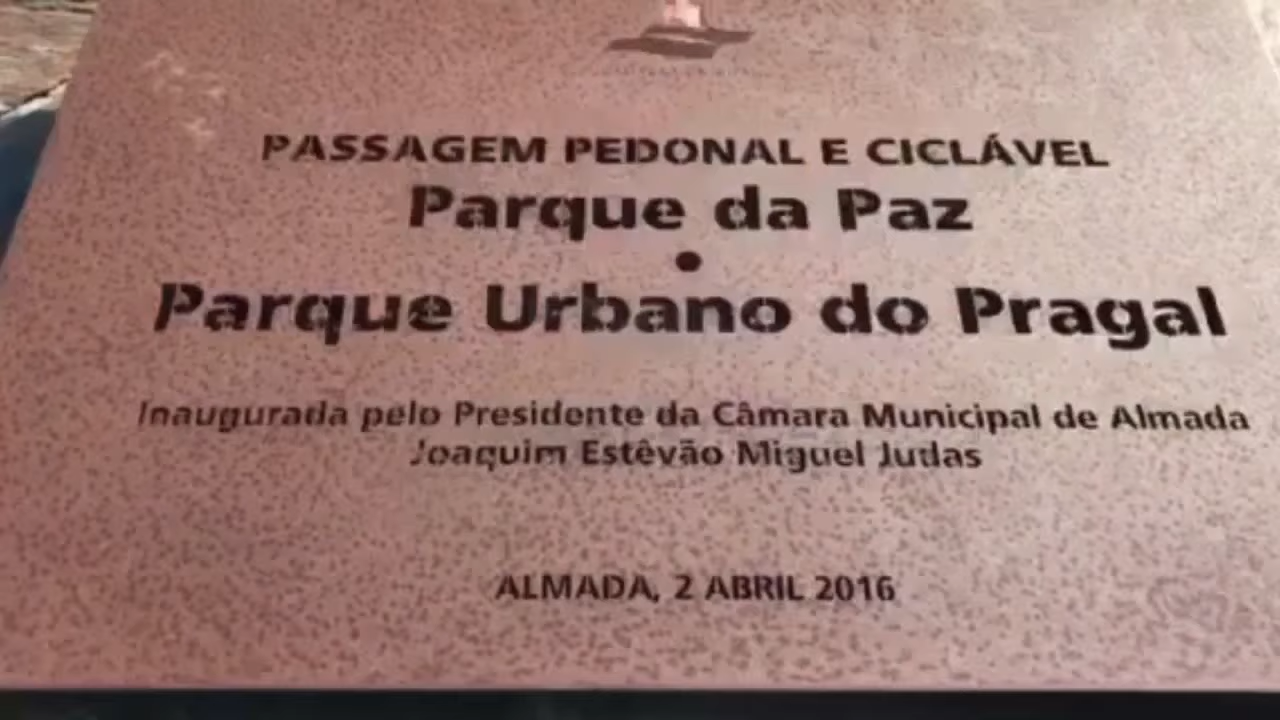 PASSAGEM PEDONAL E CICLÁVEL
Parque da Paz
•
Parque Urbano do Pragal
Inaugurada pelo Presidente da Câmara Municipal de Almada
Joaquim Estêvão Miguel Judas
ALMADA, 2 ABRIL 2016